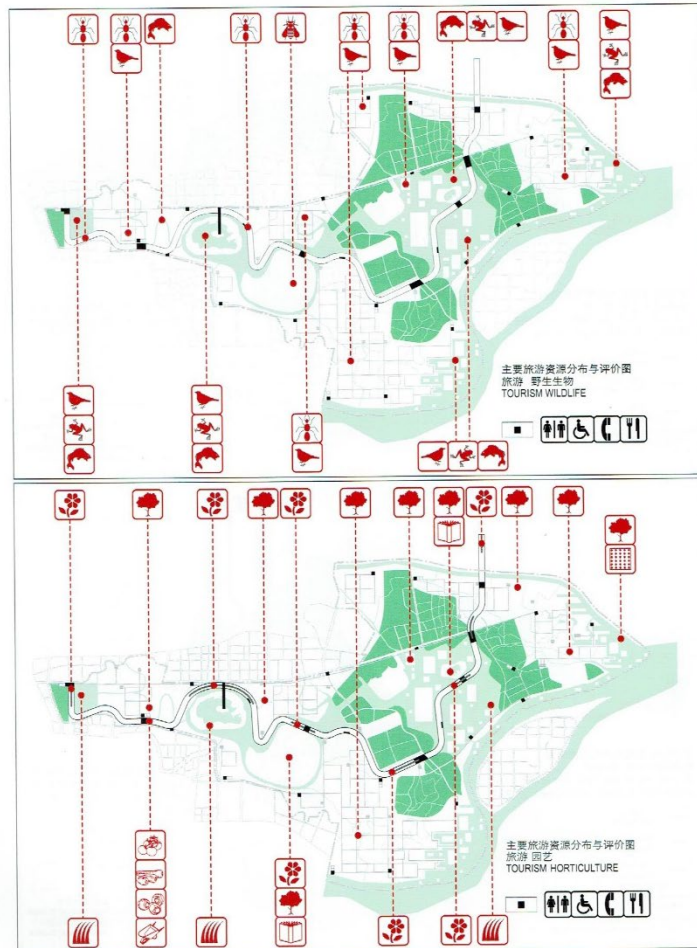 主要旅游资源分布与评价图
旅游 野生生物
TOURISM WILDLIFE
主要旅游资源分布与评价图
旅游 园艺
TOURISM HORTICULTURE